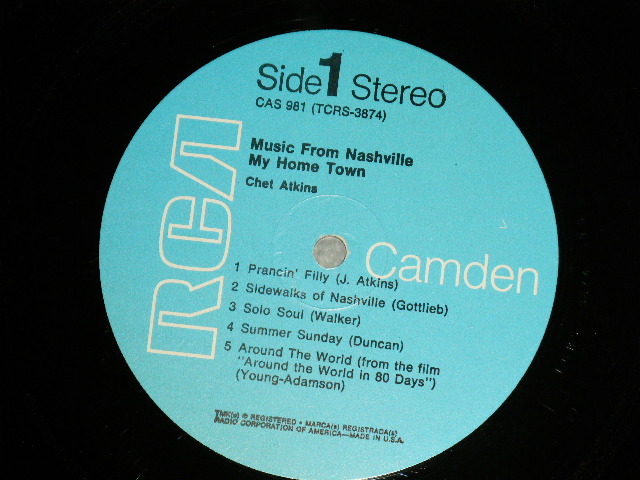 Side 1 Stereo
CAS 981 (TCRS-3874)
Music From Nashville
My Home Town
Chet Atkins
RCA
Camden
1 Prancin' Filly (J. Atkins)
2 Sidewalks of Nashville (Gottlieb)
3 Solo Soul (Walker)
4 Summer Sunday (Duncan)
5 Around The World (from the film
"Around the World in 80 Days")
(Young-Adamson)
TMK(s) ® REGISTERED • MARCA(s) REGISTRADA(s)
RADIO CORPORATION OF AMERICA—MADE IN U.S.A.